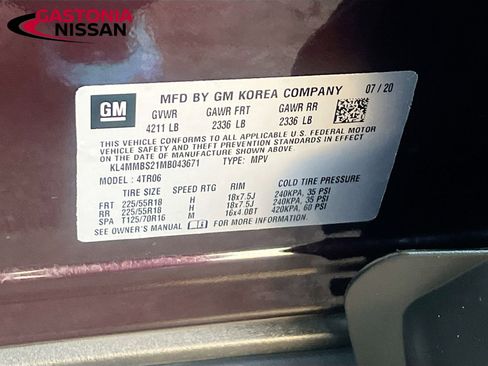 GASTONIA
NISSAN
GM
MFD BY GM KOREA COMPANY 07/20
GVWR GAWR FRT GAWR RR
4211 LB 2336 LB 2336 LB
THIS VEHICLE CONFORMS TO ALL APPLICABLE U.S. FEDERAL MOTOR
VEHICLE SAFETY, BUMPER, AND THEFT PREVENTION STANDARDS IN
EFFECT ON THE DATE OF MANUFACTURE SHOWN ABOVE.
KL4MMBS21MB043671 TYPE: MPV
MODEL: 4TR06
TIRE SIZE SPEED RTG RIM COLD TIRE PRESSURE
FRT 225/55R18 H 18x7.5J 240KPA, 35 PSI
RR 225/55R18 H 18x7.5J 240KPA, 35 PSI
SPA T125/70R16 M 16x4.0BT 420KPA, 60 PSI
SEE OWNER'S MANUAL FOR MORE INFORMATION.